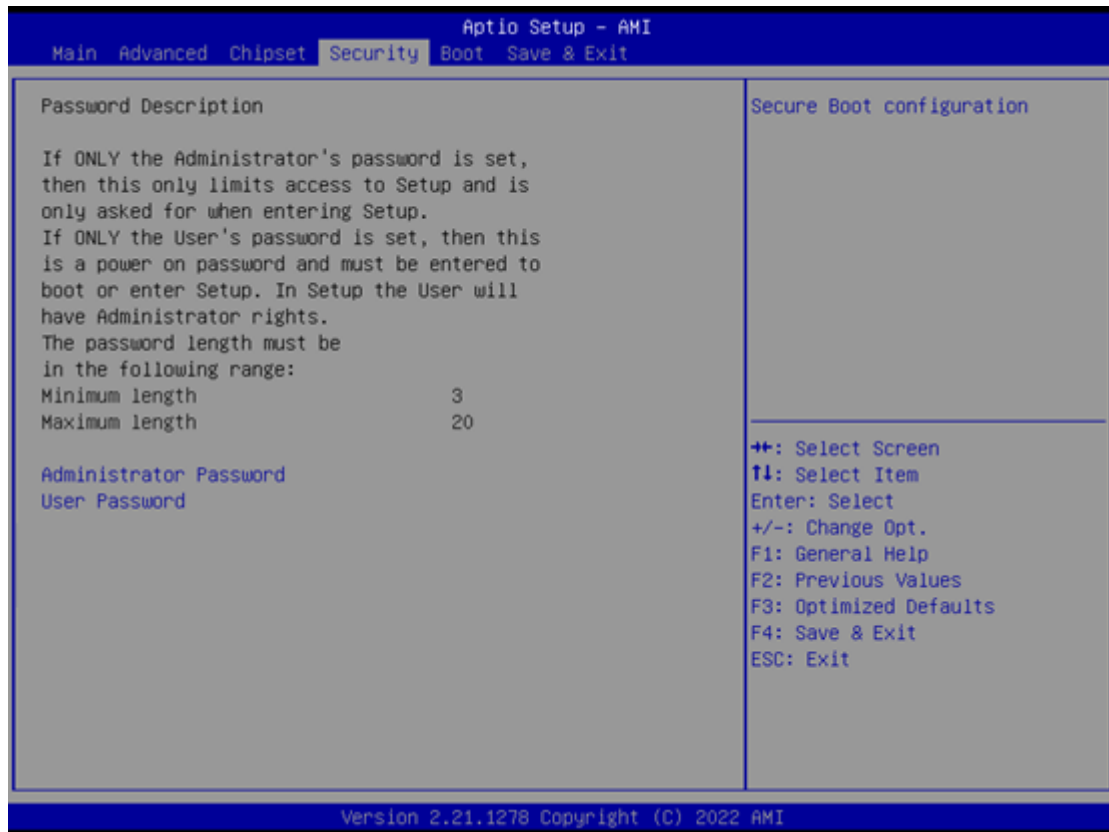 Aptio Setup – AMI
Main Advanced Chipset Security Boot Save & Exit
Password Description
If ONLY the Administrator's password is set,
then this only limits access to Setup and is
only asked for when entering Setup.
If ONLY the User's password is set, then this
is a power on password and must be entered to
boot or enter Setup. In Setup the User will
have Administrator rights.
The password length must be
in the following range:
Minimum length 3
Maximum length 20
Administrator Password
User Password
Secure Boot configuration
→←: Select Screen
↑↓: Select Item
Enter: Select
+/-: Change Opt.
F1: General Help
F2: Previous Values
F3: Optimized Defaults
F4: Save & Exit
ESC: Exit
Version 2.21.1278 Copyright (C) 2022 AMI